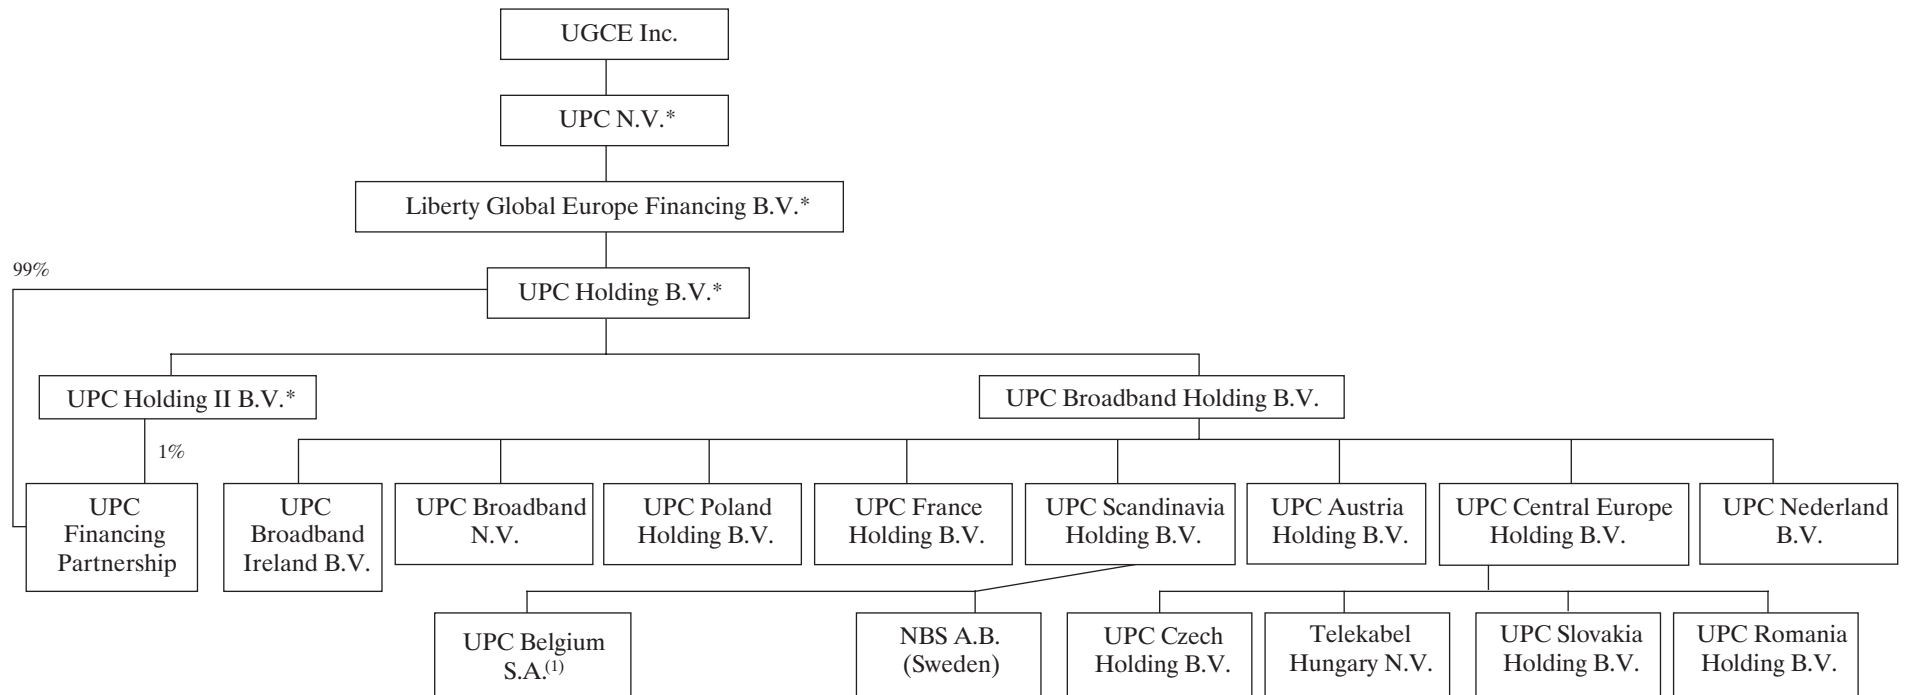 UGCE Inc.
UPC N.V.*
Liberty Global Europe Financing B.V.*
99%
UPC Holding B.V.*
UPC Holding II B.V.*
UPC Broadband Holding B.V.
1%
UPC
Financing
Partnership
UPC
Broadband
Ireland B.V.
UPC Broadband
N.V.
UPC Poland
Holding B.V.
UPC France
Holding B.V.
UPC Scandinavia
Holding B.V.
UPC Austria
Holding B.V.
UPC Central Europe
Holding B.V.
UPC Nederland
B.V.
UPC Belgium
S.A.(1)
NBS A.B.
(Sweden)
UPC Czech
Holding B.V.
Telekabel
Hungary N.V.
UPC Slovakia
Holding B.V.
UPC Romania
Holding B.V.